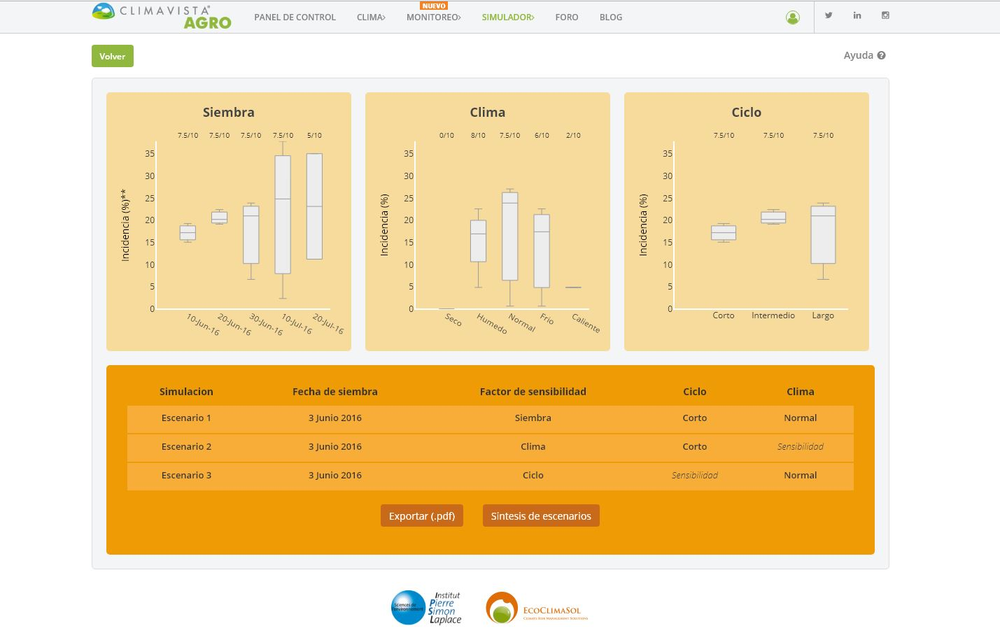 CLIMAVISTA®
AGRO
PANEL DE CONTROL
CLIMA>
NUEVO
MONITOREO>
SIMULADOR>
FORO
BLOG
in
Volver
Ayuda ?
Siembra
7.5/10 7.5/10 7.5/10 7.5/10 5/10
Incidencia (%)**
35
30
25
20
15
10
5
0
10-Jun-16 20-Jun-16 30-Jun-16 10-Jul-16 20-Jul-16
Clima
0/10 8/10 7.5/10 6/10 2/10
Incidencia (%)
35
30
25
20
15
10
5
0
Seco Humedo Normal Frio Caliente
Ciclo
7.5/10 7.5/10 7.5/10
Incidencia (%)
35
30
25
20
15
10
5
0
Corto Intermedio Largo
Simulacion Fecha de siembra Factor de sensibilidad Ciclo Clima
Escenario 1 3 Junio 2016 Siembra Corto Normal
Escenario 2 3 Junio 2016 Clima Corto Sensibilidad
Escenario 3 3 Junio 2016 Ciclo Sensibilidad Normal
Exportar (.pdf)
Sintesis de escenarios
Sciences de
l'environnement
Institut
Pierre
Simon
Laplace
ECOCLIMASOL
CLIMATE RISK MANAGEMENT SOLUTIONS